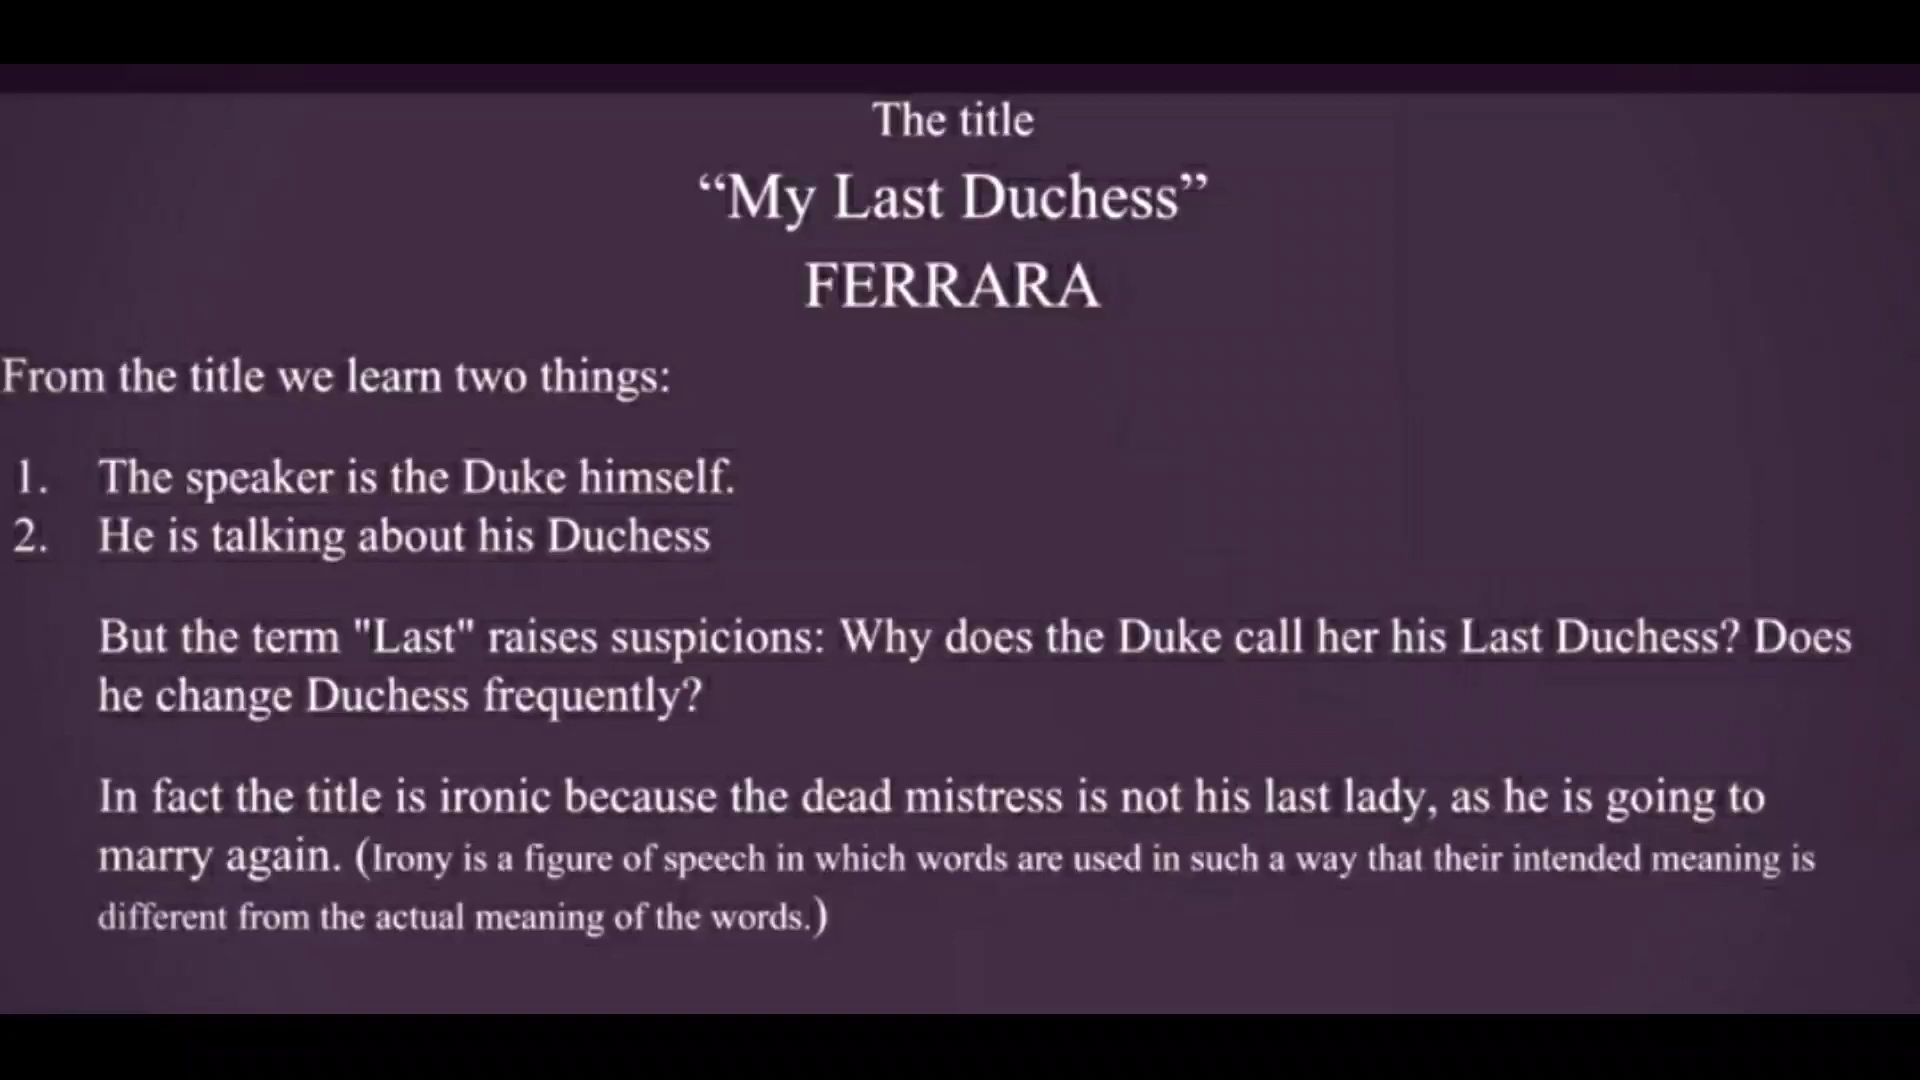 The title
“My Last Duchess”
FERRARA
From the title we learn two things:
1. The speaker is the Duke himself.
2. He is talking about his Duchess
But the term "Last" raises suspicions: Why does the Duke call her his Last Duchess? Does
he change Duchess frequently?
In fact the title is ironic because the dead mistress is not his last lady, as he is going to
marry again. (Irony is a figure of speech in which words are used in such a way that their intended meaning is
different from the actual meaning of the words.)